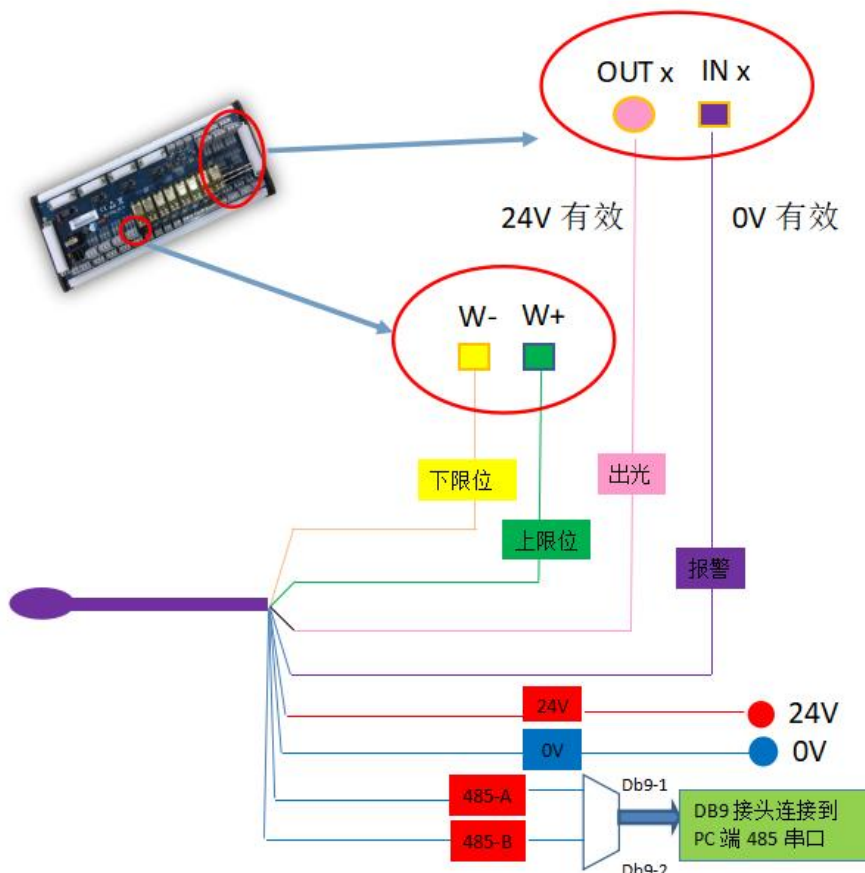 OUT x IN x
24V 有效 0V 有效
W- W+
下限位
出光
上限位
报警
24V
24V
0V
0V
485-A
Db9-1
DB9 接头连接到
PC 端 485 串口
485-B
Db9-2